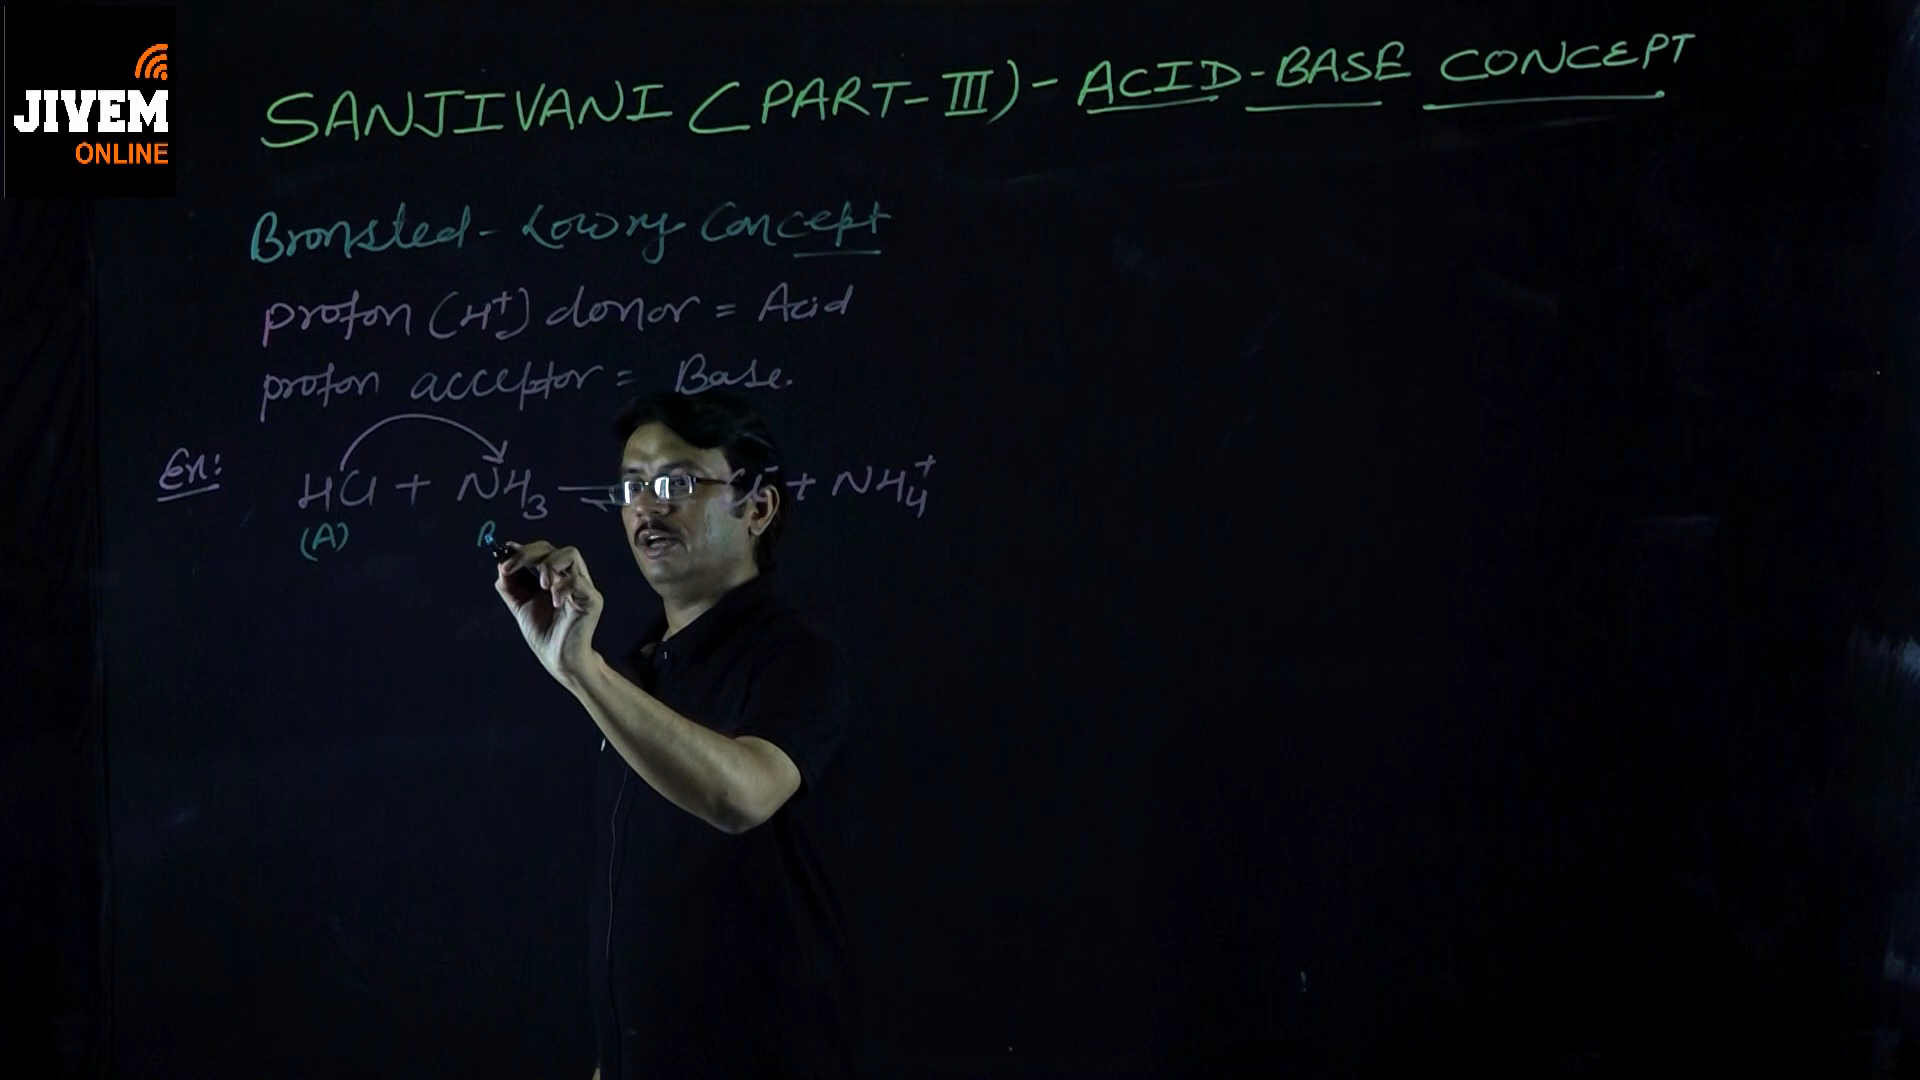 JIVEM
ONLINE
SANJIVANI (PART-III) - ACID-BASE CONCEPT
Bronsted-Lowry Concept
proton (H⁺) donor = Acid
proton acceptor = Base.
Ex: HCl + NH₃ ⇌ Cl⁻ + NH₄⁺
(A) B